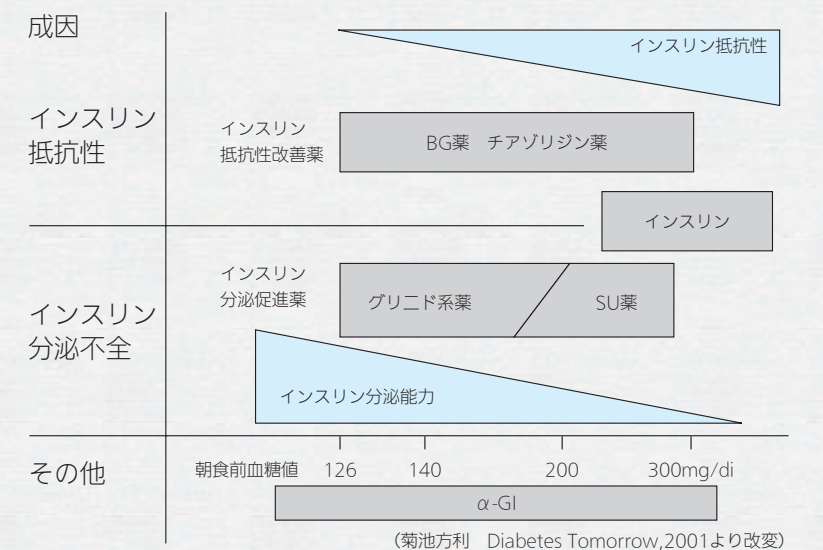 成因
インスリン抵抗性
インスリン
抵抗性
インスリン
抵抗性改善薬
BG薬　チアゾリジン薬
インスリン
インスリン
分泌不全
インスリン
分泌促進薬
グリニド系薬
SU薬
インスリン分泌能力
その他
朝食前血糖値 126 140 200 300mg/di
α-GI
（菊池方利　Diabetes Tomorrow,2001より改変）